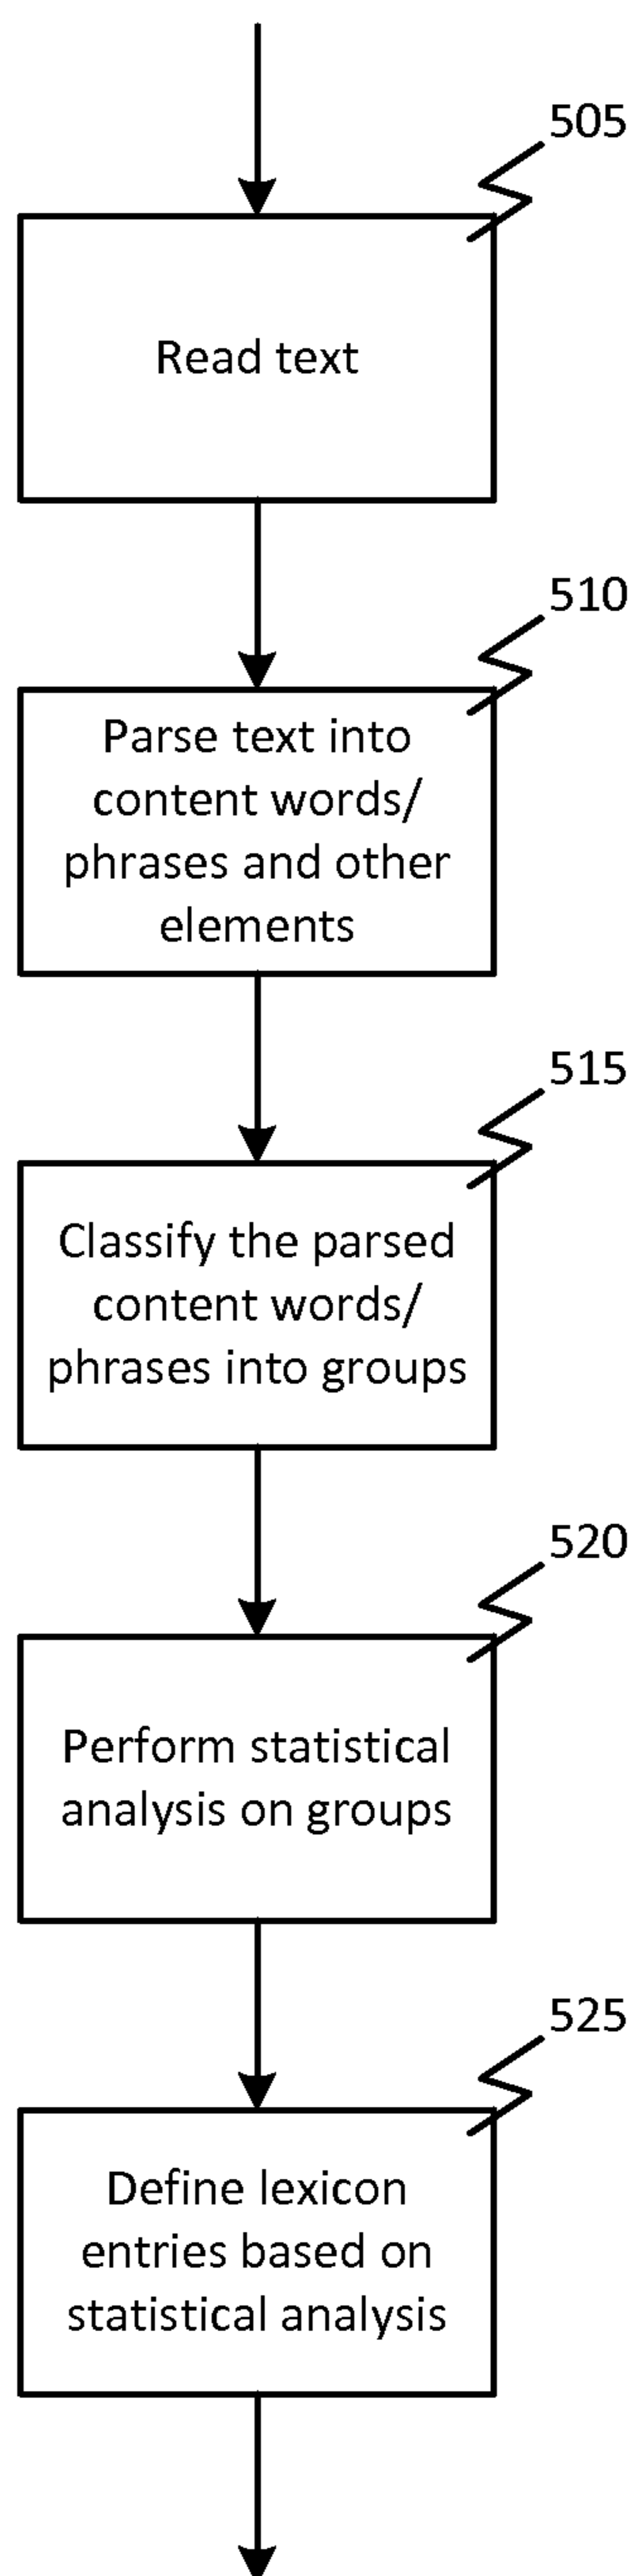 505
Read text
510
Parse text into
content words/
phrases and other
elements
515
Classify the parsed
content words/
phrases into groups
520
Perform statistical
analysis on groups
525
Define lexicon
entries based on
statistical analysis